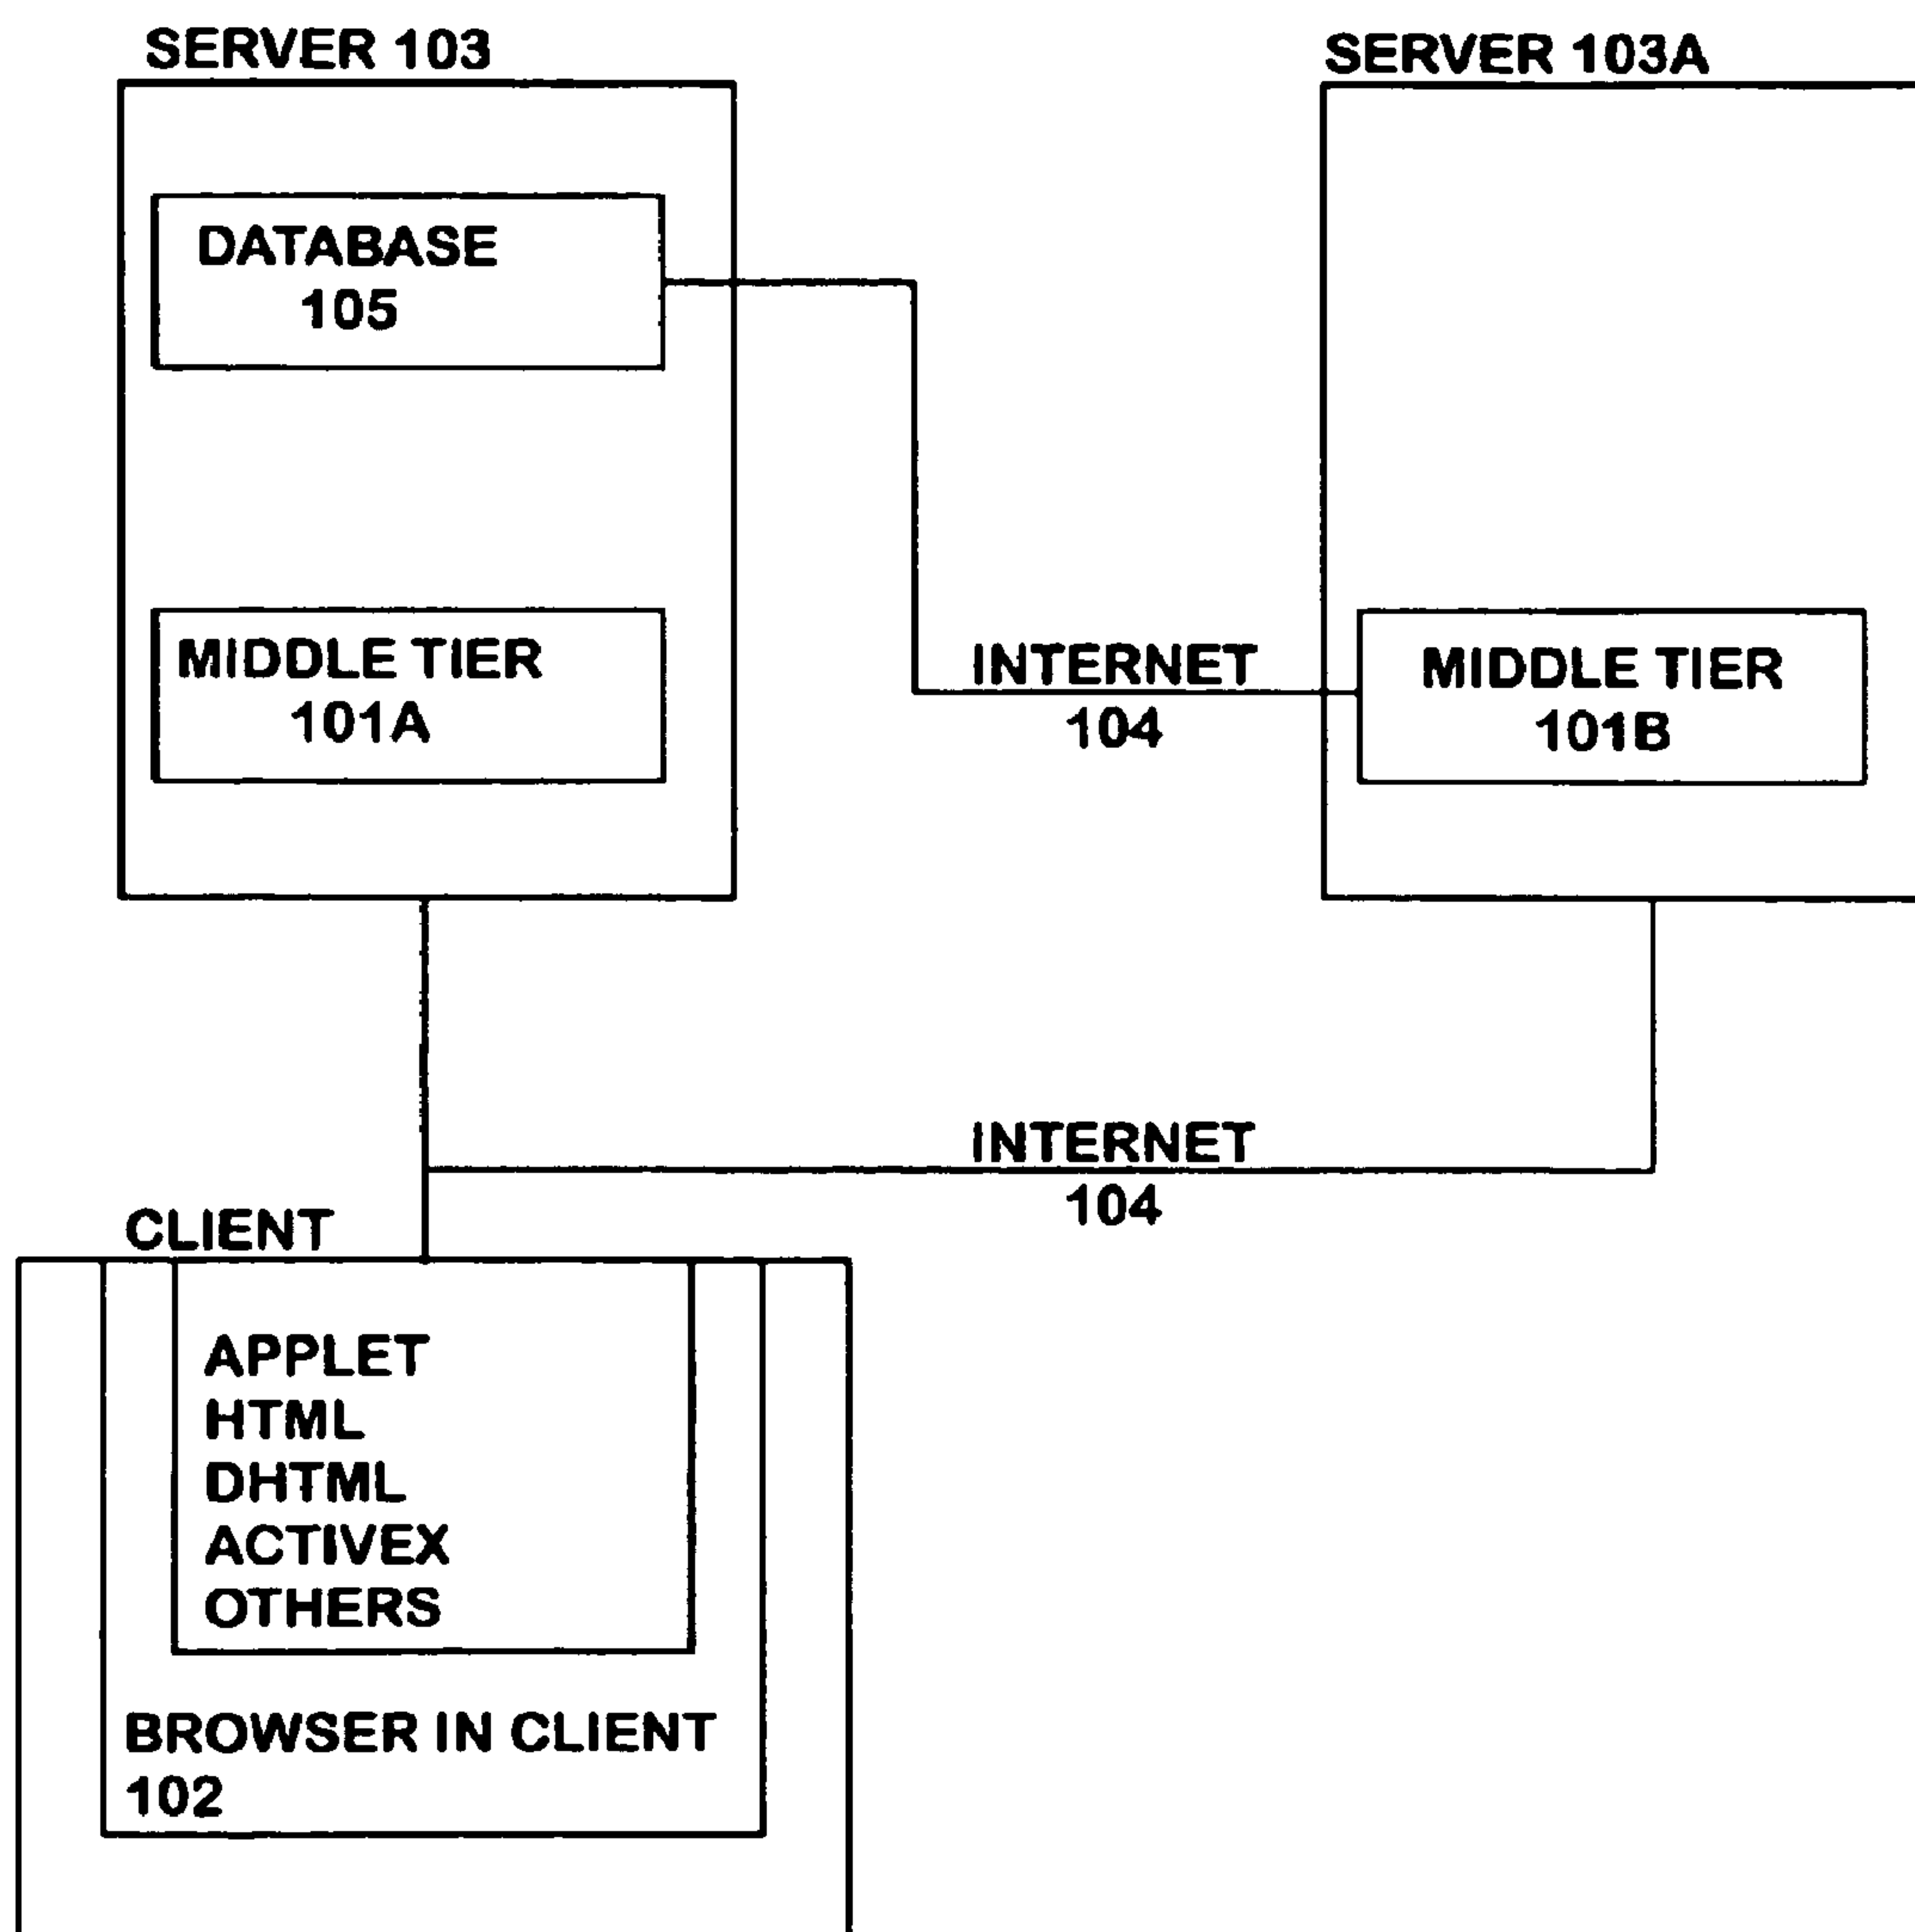 SERVER 103
SERVER 103A
DATABASE
105
MIDDLE TIER
101A
INTERNET
104
MIDDLE TIER
101B
INTERNET
104
CLIENT
APPLET
HTML
DHTML
ACTIVEX
OTHERS
BROWSER IN CLIENT
102